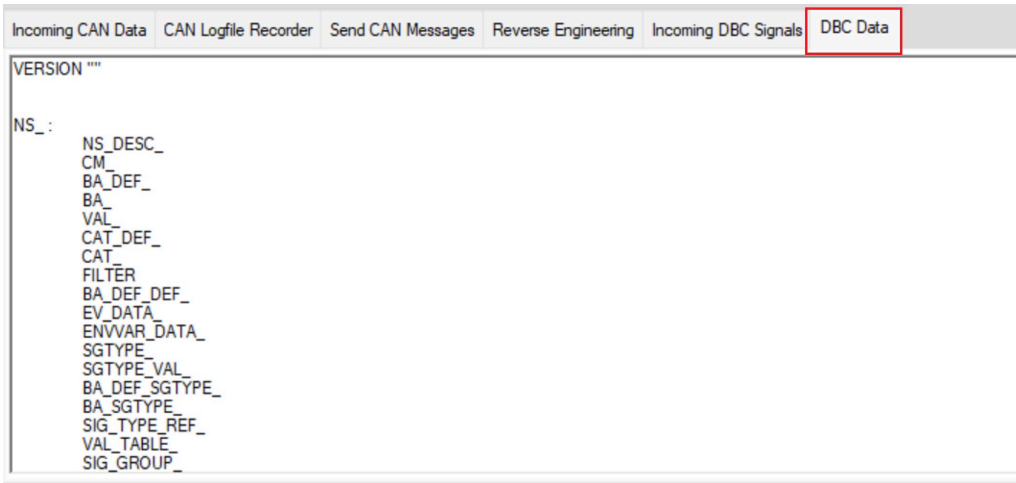 Incoming CAN Data CAN Logfile Recorder Send CAN Messages Reverse Engineering Incoming DBC Signals DBC Data
VERSION ""
NS_ :
NS_DESC_
CM_
BA_DEF_
BA_
VAL_
CAT_DEF_
CAT_
FILTER
BA_DEF_DEF_
EV_DATA_
ENVVAR_DATA_
SGTYPE_
SGTYPE_VAL_
BA_DEF_SGTYPE_
BA_SGTYPE_
SIG_TYPE_REF_
VAL_TABLE_
SIG_GROUP_